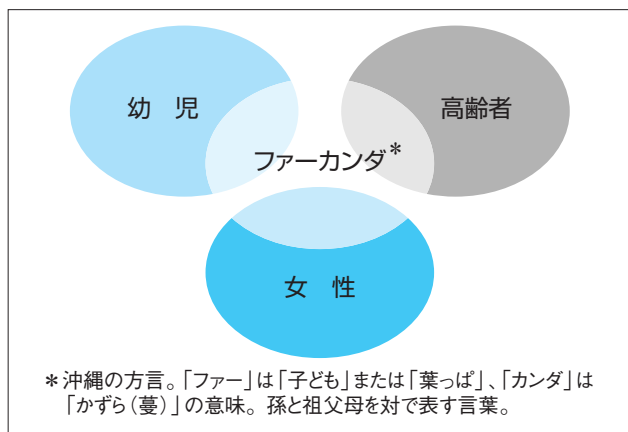 幼　児
高齢者
ファーカンダ*
女　性
*沖縄の方言。「ファー」は「子ども」または「葉っぱ」、「カンダ」は
「かずら（蔓）」の意味。孫と祖父母を対で表す言葉。